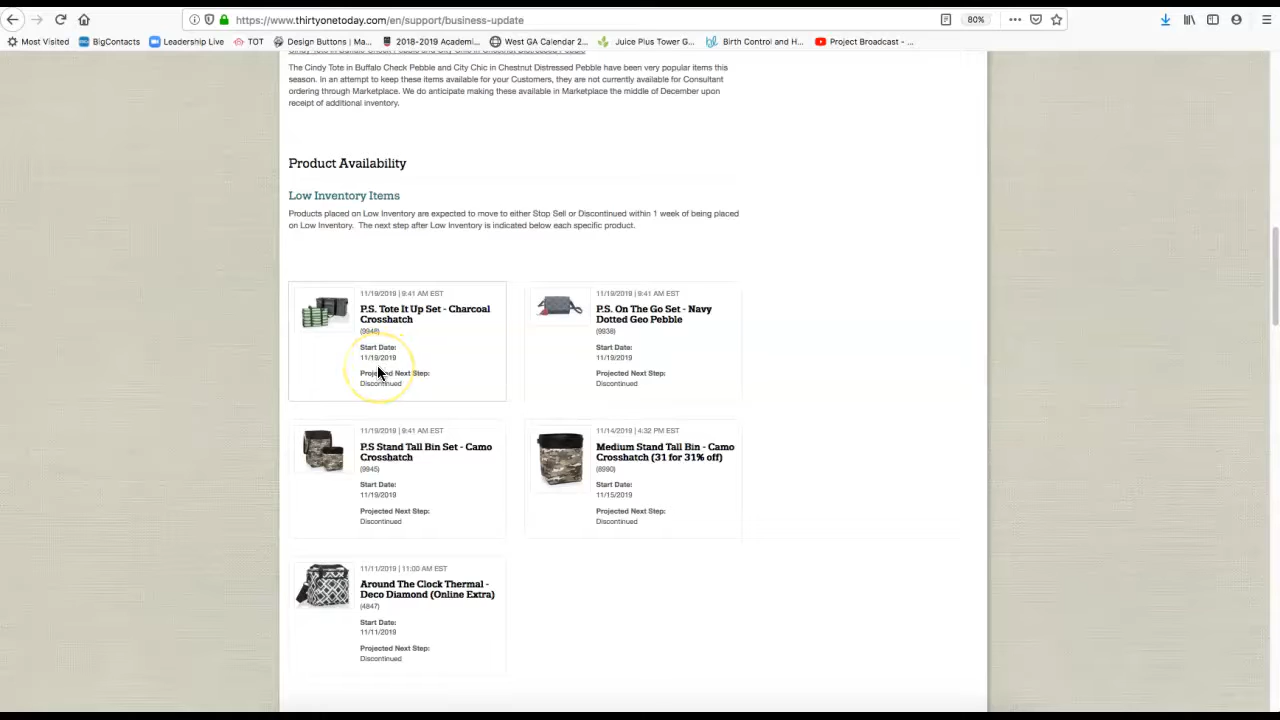 https://www.thirtyonetoday.com/en/support/business-update
80%
Most Visited
BigContacts
Leadership Live
TOT
Design Buttons | Ma...
2018-2019 Academi...
West GA Calendar 2...
Juice Plus Tower G...
Birth Control and H...
Project Broadcast - ...
The Cindy Tote in Buffalo Check Pebble and City Chic in Chestnut Distressed Pebble have been very popular items this
season. In an attempt to keep these items available for your Customers, they are not currently available for Consultant
ordering through Marketplace. We do anticipate making these available in Marketplace the middle of December upon
receipt of additional inventory.
Product Availability
Low Inventory Items
Products placed on Low Inventory are expected to move to either Stop Sell or Discontinued within 1 week of being placed
on Low Inventory. The next step after Low Inventory is indicated below each specific product.
11/19/2019 | 9:41 AM EST
P.S. Tote It Up Set - Charcoal
Crosshatch
(9948)
Start Date:
11/19/2019
Projected Next Step:
Discontinued
11/19/2019 | 9:41 AM EST
P.S. On The Go Set - Navy
Dotted Geo Pebble
(9938)
Start Date:
11/19/2019
Projected Next Step:
Discontinued
11/19/2019 | 9:41 AM EST
P.S Stand Tall Bin Set - Camo
Crosshatch
(9945)
Start Date:
11/19/2019
Projected Next Step:
Discontinued
11/14/2019 | 4:32 PM EST
Medium Stand Tall Bin - Camo
Crosshatch (31 for 31% off)
(8990)
Start Date:
11/15/2019
Projected Next Step:
Discontinued
11/11/2019 | 11:00 AM EST
Around The Clock Thermal -
Deco Diamond (Online Extra)
(4847)
Start Date:
11/11/2019
Projected Next Step:
Discontinued